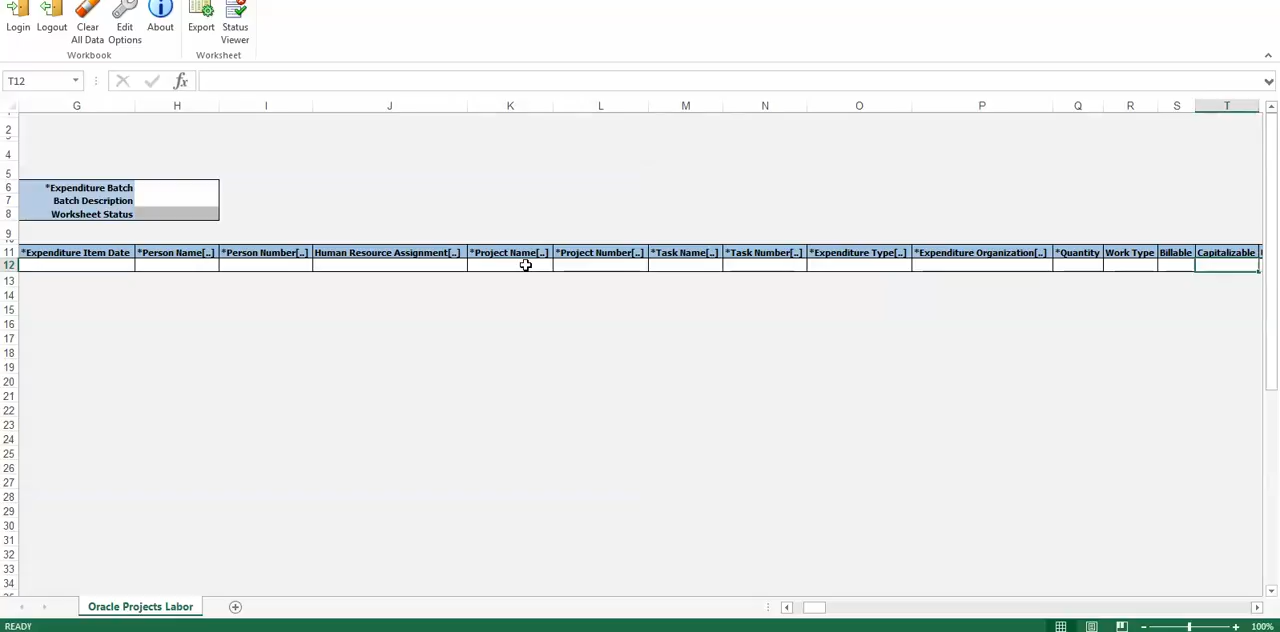 Login Logout Clear Edit About Export Status
All Data Options Viewer
Workbook Worksheet
T12 fx
G H I J K L M N O P Q R S T
2
4
5
6 *Expenditure Batch
7 Batch Description
8 Worksheet Status
9
11 *Expenditure Item Date *Person Name[..] *Person Number[..] Human Resource Assignment[..] *Project Name[..] *Project Number[..] *Task Name[..] *Task Number[..] *Expenditure Type[..] *Expenditure Organization[..] *Quantity Work Type Billable Capitalizable
12
13
14
15
16
17
18
19
20
21
22
23
24
25
26
27
28
29
30
31
32
33
34
Oracle Projects Labor
READY 100%